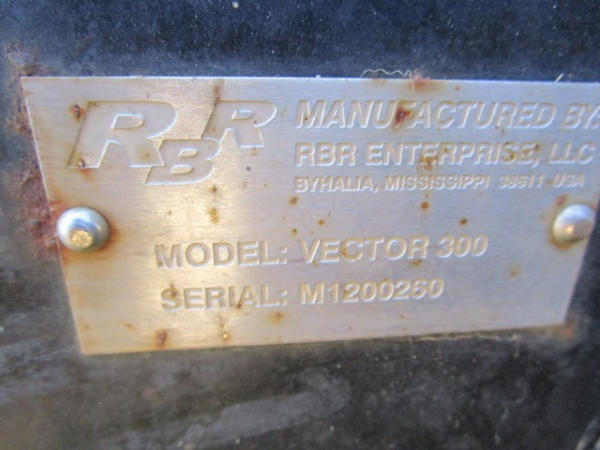 RBR
MANUFACTURED BY:
RBR ENTERPRISE, LLC
BYHALIA, MISSISSIPPI 38611 USA
MODEL: VECTOR 300
SERIAL: M1200260